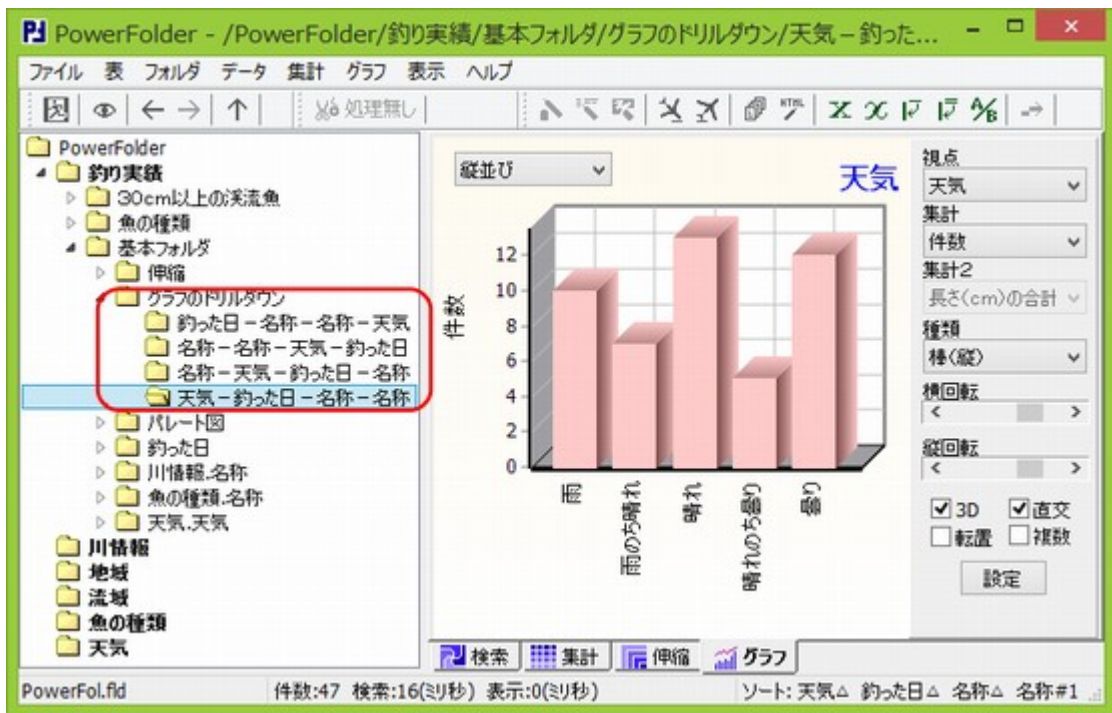 PowerFolder - /PowerFolder/釣り実績/基本フォルダ/グラフのドリルダウン/天気－釣った...
ファイル 表 フォルダ データ 集計 グラフ 表示 ヘルプ
処理無し
PowerFolder
釣り実績
30cm以上の渓流魚
魚の種類
基本フォルダ
伸縮
グラフのドリルダウン
釣った日－名称－名称－天気
名称－名称－天気－釣った日
名称－天気－釣った日－名称
天気－釣った日－名称－名称
パレート図
釣った日
川情報.名称
魚の種類.名称
天気.天気
川情報
地域
流域
魚の種類
天気
縦並び
天気
件数
12
10
8
6
4
2
0
雨
雨のち晴れ
晴れ
晴れのち曇り
曇り
視点
天気
集計
件数
集計2
長さ(cm)の合計
種類
棒(縦)
横回転
縦回転
3D 直交
転置 複数
設定
検索 集計 伸縮 グラフ
PowerFol.fld 件数:47 検索:16(ミリ秒) 表示:0(ミリ秒) ソート: 天気△ 釣った日△ 名称△ 名称#1